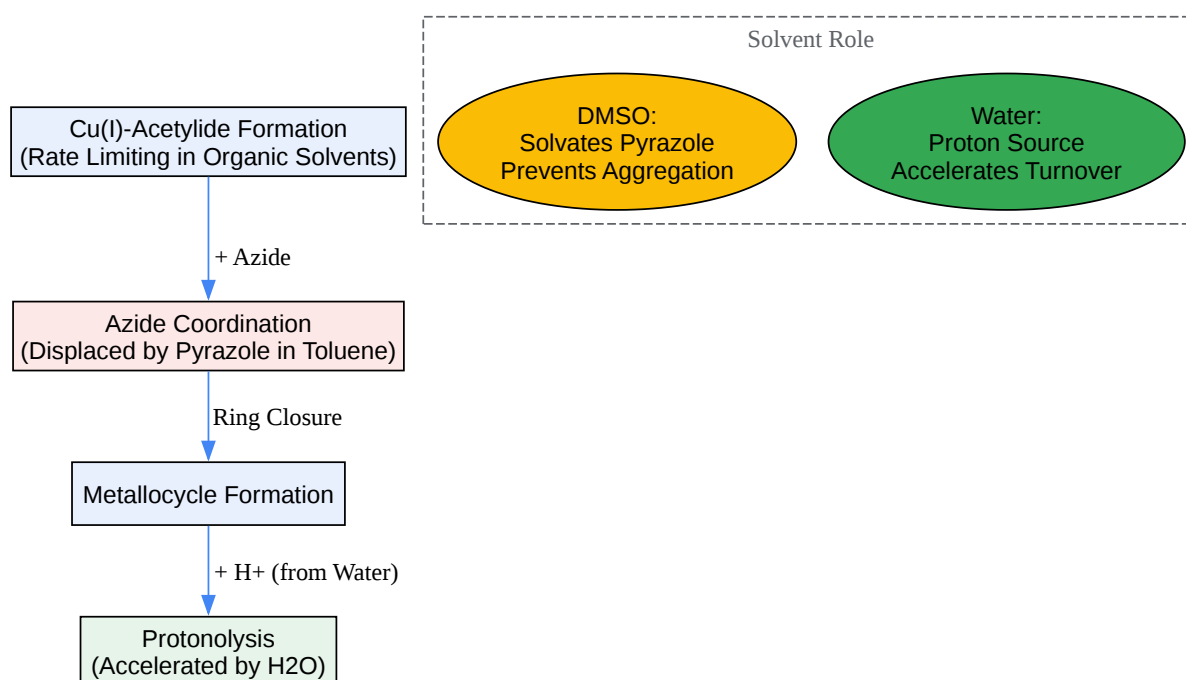 Solvent Role
DMSO:
Solvates Pyrazole
Prevents Aggregation
Water:
Proton Source
Accelerates Turnover
Cu(I)-Acetylide Formation
(Rate Limiting in Organic Solvents)
+ Azide
Azide Coordination
(Displaced by Pyrazole in Toluene)
Ring Closure
Metallocycle Formation
+ H+ (from Water)
Protonolysis
(Accelerated by H2O)